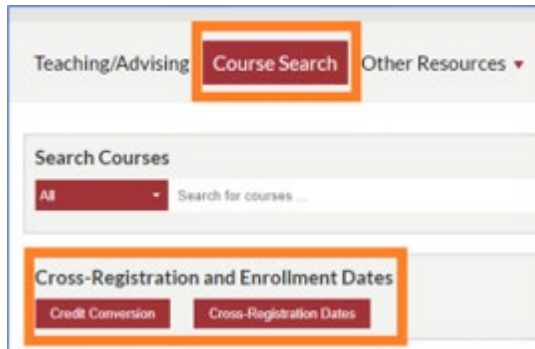 Teaching/Advising Course Search Other Resources
Search Courses
All Search for courses ...
Cross-Registration and Enrollment Dates
Credit Conversion Cross-Registration Dates